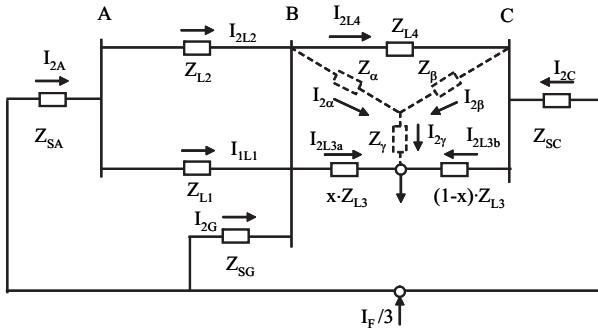 A B C
I2A I2L2 I2L4 I2C
ZSA ZL2 ZL4 ZSC
Zα Zβ
I2α I2β
I1L1 I2L3a Zγ I2γ I2L3b
ZL1 x·ZL3 (1-x)·ZL3
I2G
ZSG
IF/3